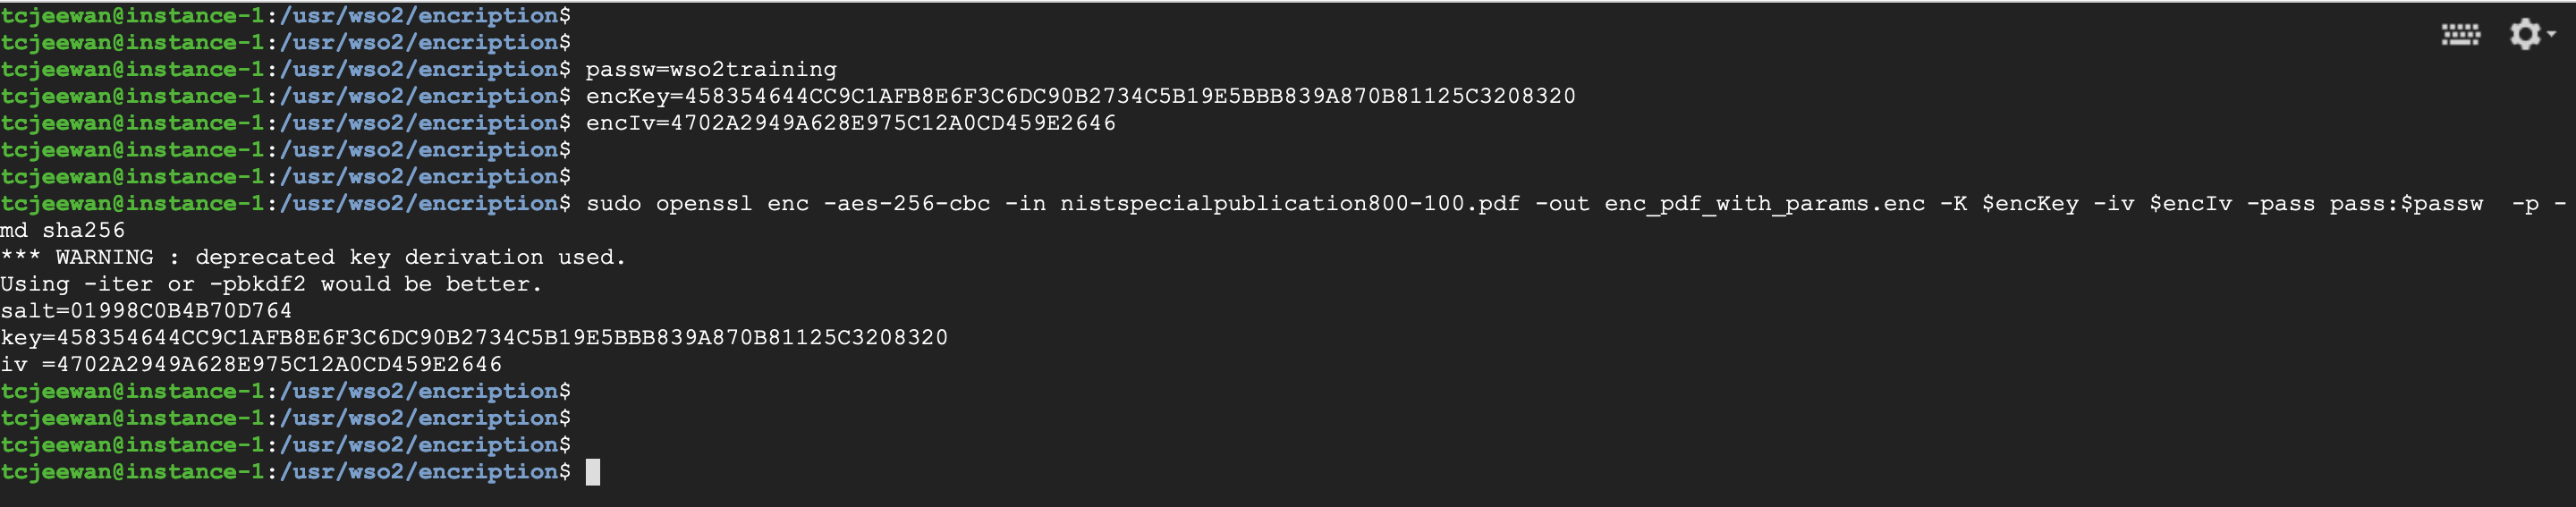 tcjeewan@instance-1:/usr/wso2/encription$
tcjeewan@instance-1:/usr/wso2/encription$
tcjeewan@instance-1:/usr/wso2/encription$ passw=wso2training
tcjeewan@instance-1:/usr/wso2/encription$ encKey=458354644CC9C1AFB8E6F3C6DC90B2734C5B19E5BBB839A870B81125C3208320
tcjeewan@instance-1:/usr/wso2/encription$ encIv=4702A2949A628E975C12A0CD459E2646
tcjeewan@instance-1:/usr/wso2/encription$
tcjeewan@instance-1:/usr/wso2/encription$
tcjeewan@instance-1:/usr/wso2/encription$ sudo openssl enc -aes-256-cbc -in nistspecialpublication800-100.pdf -out enc_pdf_with_params.enc -K $encKey -iv $encIv -pass pass:$passw  -p -
md sha256
*** WARNING : deprecated key derivation used.
Using -iter or -pbkdf2 would be better.
salt=01998C0B4B70D764
key=458354644CC9C1AFB8E6F3C6DC90B2734C5B19E5BBB839A870B81125C3208320
iv =4702A2949A628E975C12A0CD459E2646
tcjeewan@instance-1:/usr/wso2/encription$
tcjeewan@instance-1:/usr/wso2/encription$
tcjeewan@instance-1:/usr/wso2/encription$
tcjeewan@instance-1:/usr/wso2/encription$